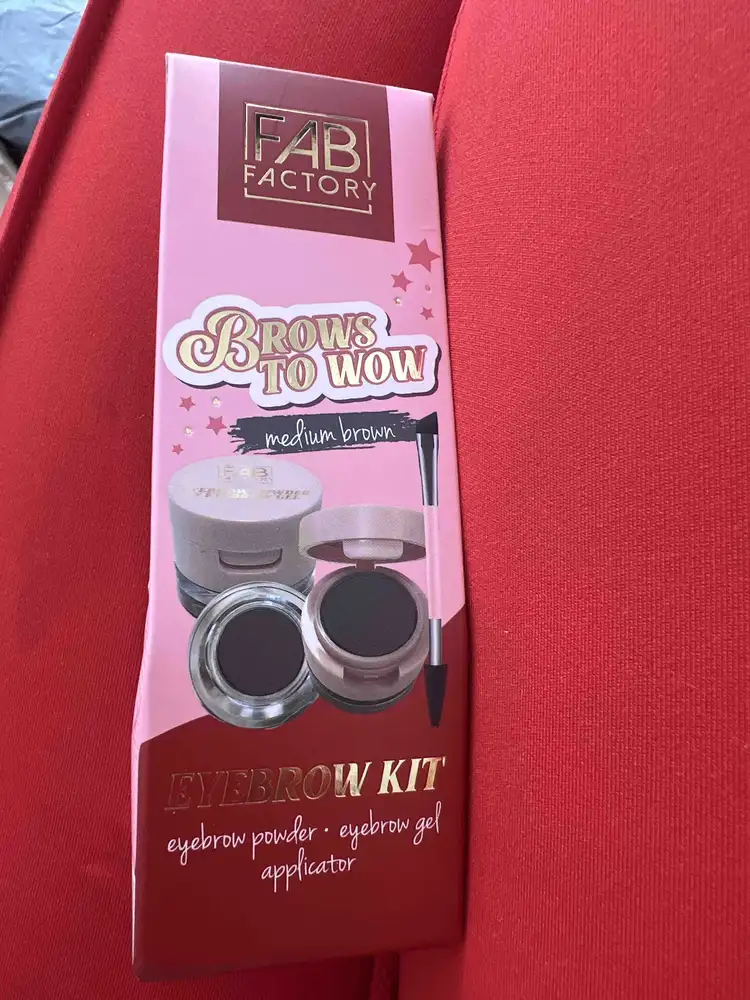 FAB
FACTORY
BROWS
TO WOW
medium brown
FAB
EYEBROW KIT
eyebrow powder • eyebrow gel
applicator